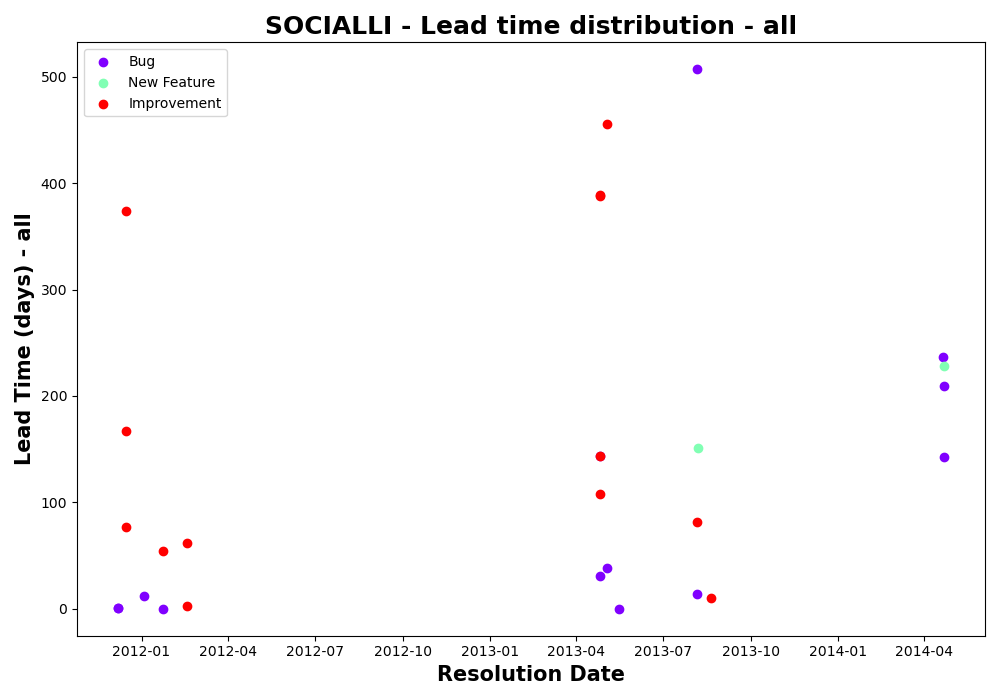 SOCIALLI - Lead time distribution - all
Bug
New Feature
Improvement
Lead Time (days) - all
500
400
300
200
100
0
2012-01
2012-04
2012-07
2012-10
2013-01
2013-04
2013-07
2013-10
2014-01
2014-04
Resolution Date